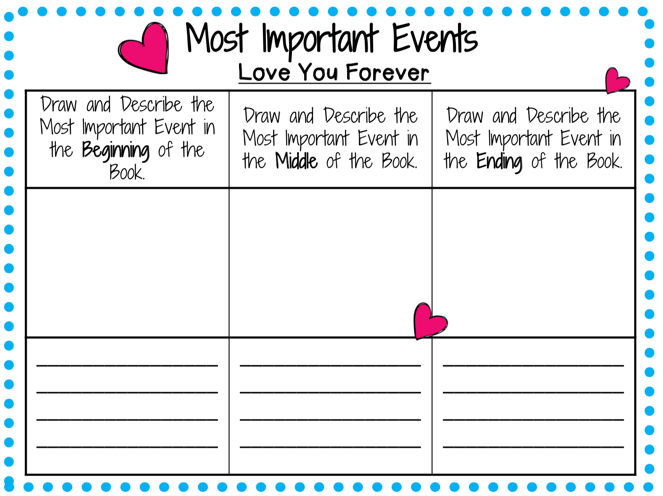 Most Important Events
Love You Forever
Draw and Describe the
Most Important Event in
the Beginning of the
Book.
Draw and Describe the
Most Important Event in
the Middle of the Book.
Draw and Describe the
Most Important Event in
the Ending of the Book.